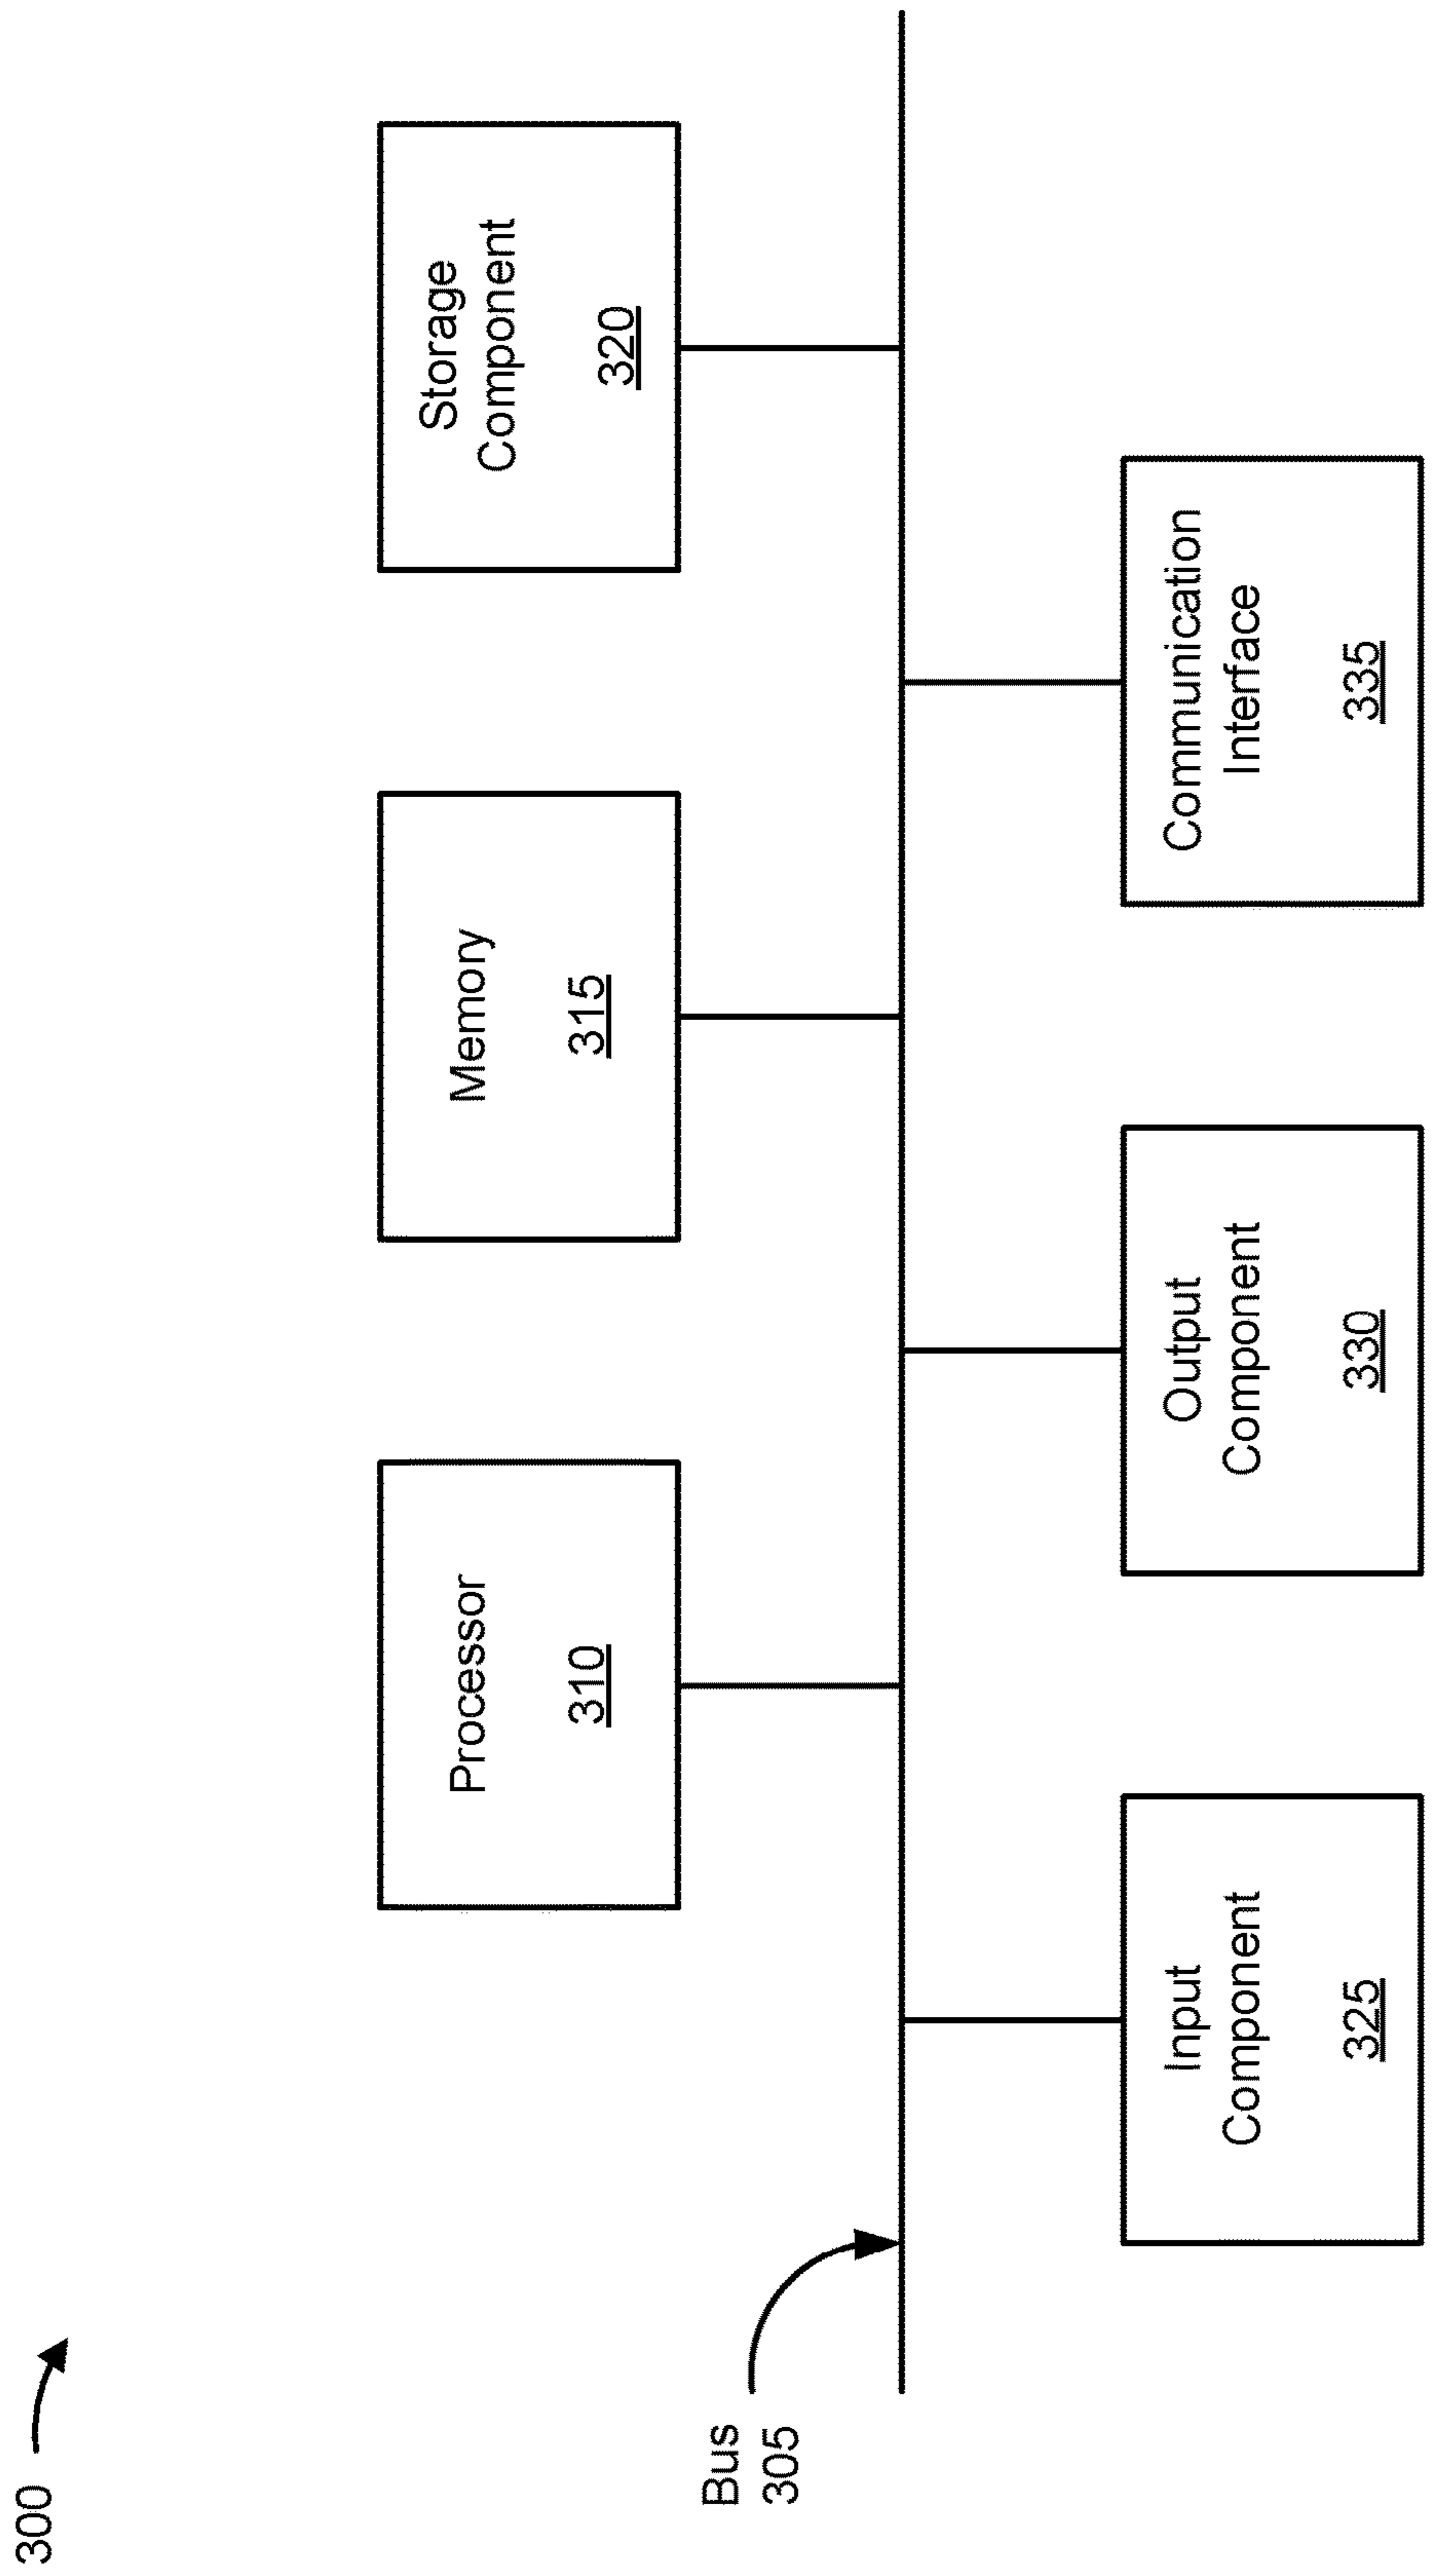 300
Processor
310
Memory
315
Storage
Component
320
Bus
305
Input
Component
325
Output
Component
330
Communication
Interface
335